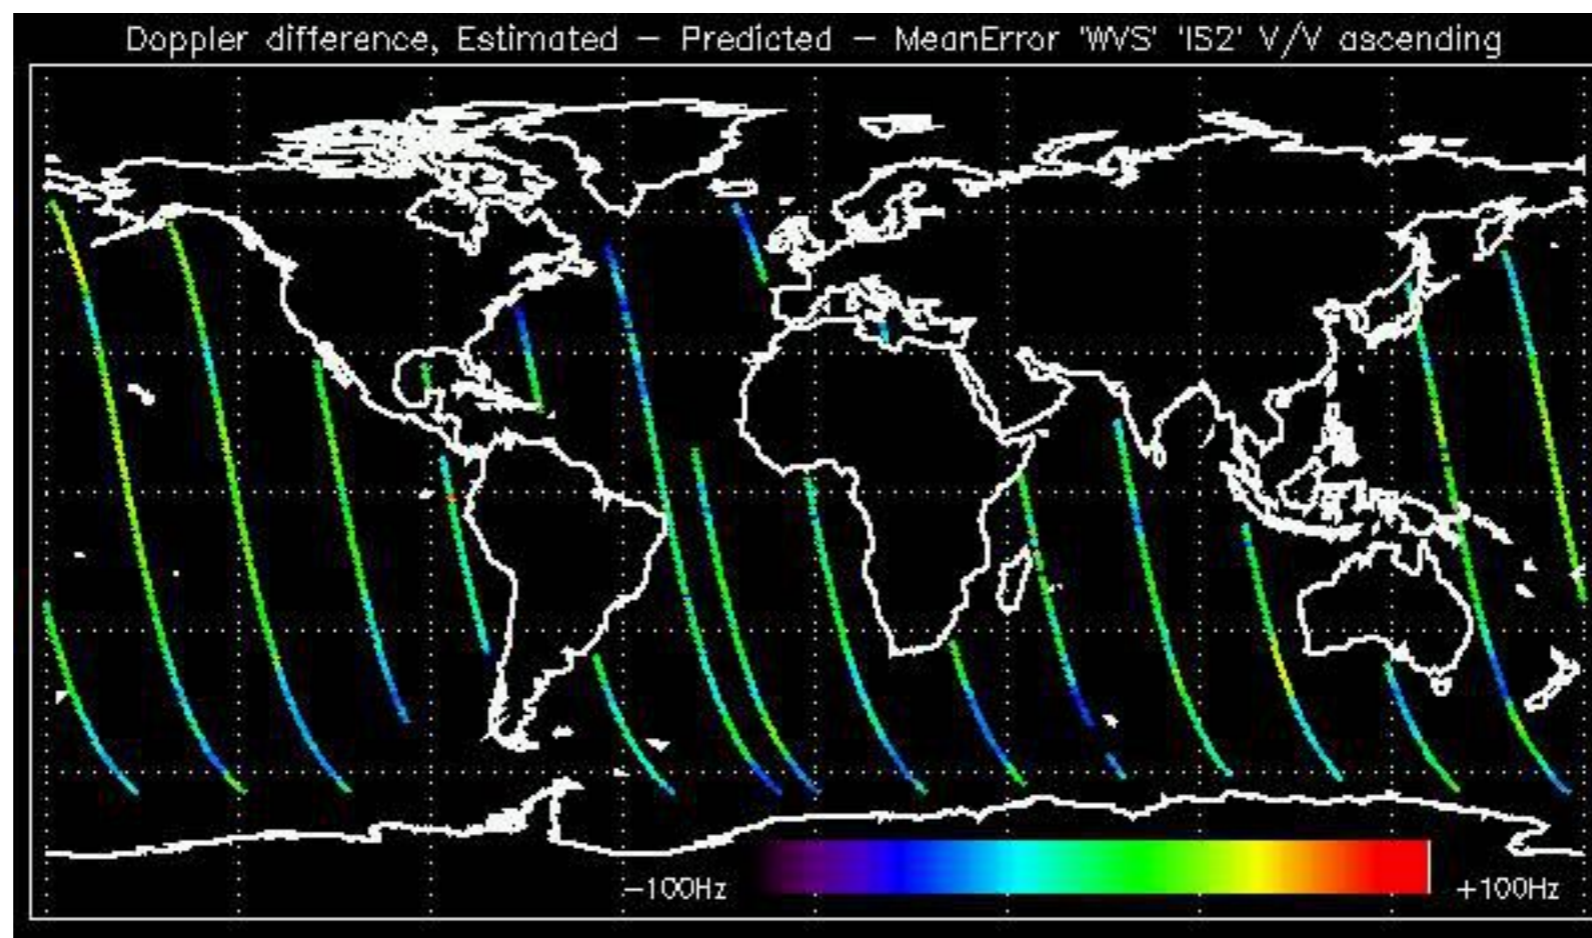 Doppler difference, Estimated – Predicted – MeanError 'WVS' 'IS2' V/V ascending
–100Hz
+100Hz